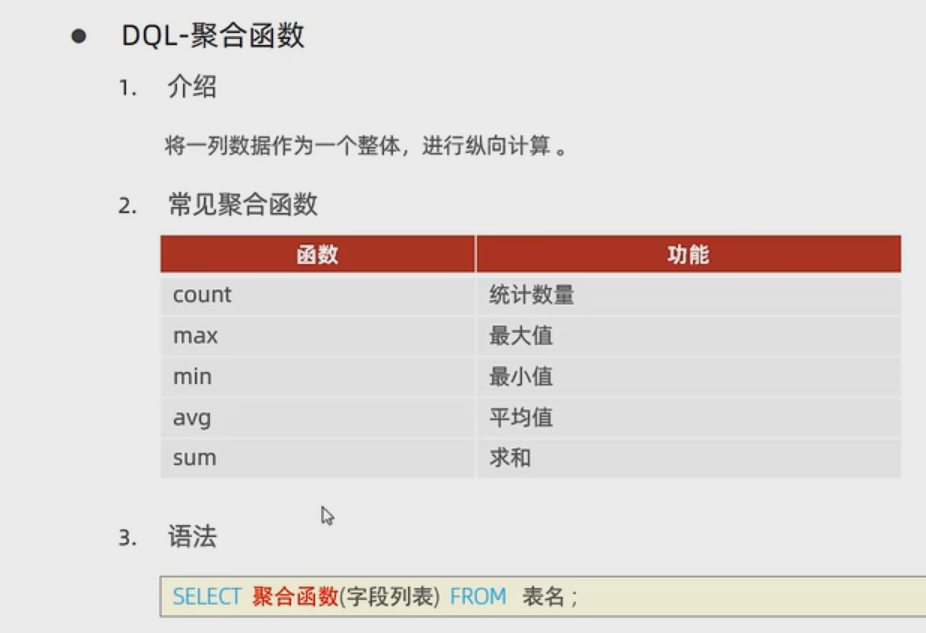 ● DQL-聚合函数
1. 介绍
将一列数据作为一个整体，进行纵向计算 。
2. 常见聚合函数
函数 功能
count 统计数量
max 最大值
min 最小值
avg 平均值
sum 求和
3. 语法
SELECT 聚合函数(字段列表) FROM 表名 ;